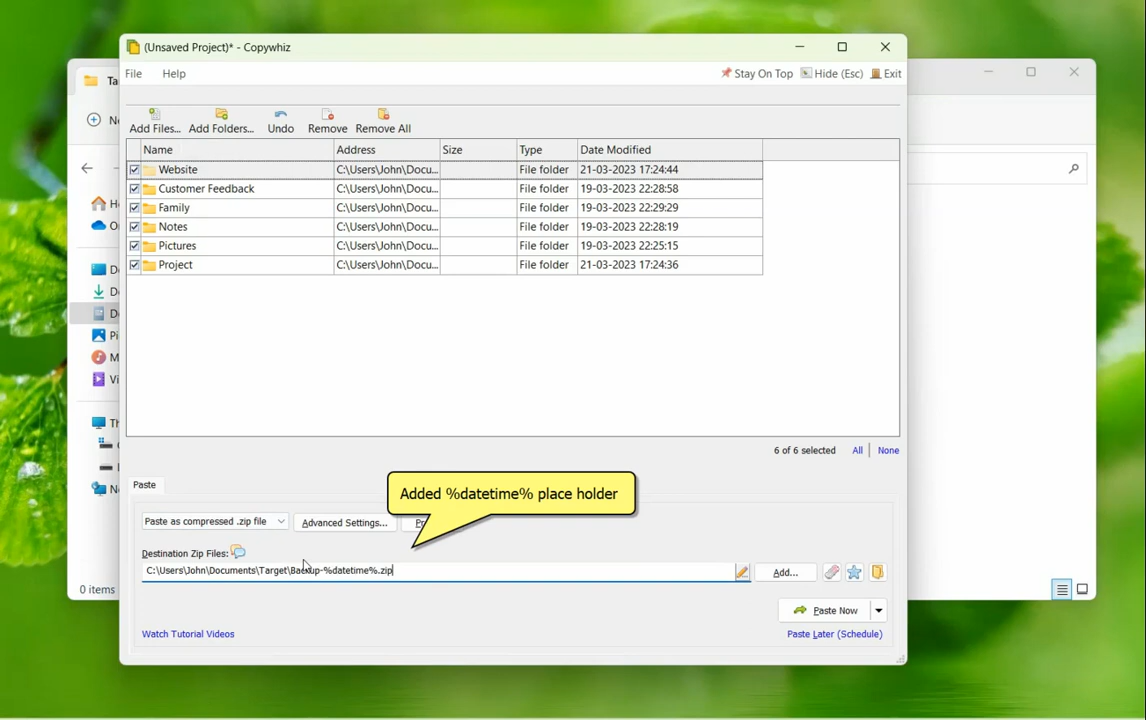 (Unsaved Project)* - Copywhiz
File Help
Stay On Top Hide (Esc) Exit
Add Files... Add Folders... Undo Remove Remove All
Name Address Size Type Date Modified
Website C:\Users\John\Docu... File folder 21-03-2023 17:24:44
Customer Feedback C:\Users\John\Docu... File folder 19-03-2023 22:28:58
Family C:\Users\John\Docu... File folder 19-03-2023 22:29:29
Notes C:\Users\John\Docu... File folder 19-03-2023 22:28:19
Pictures C:\Users\John\Docu... File folder 19-03-2023 22:25:15
Project C:\Users\John\Docu... File folder 21-03-2023 17:24:36
6 of 6 selected All None
Paste
Added %datetime% place holder
Paste as compressed .zip file Advanced Settings...
Destination Zip Files:
C:\Users\John\Documents\Target\Backup-%datetime%.zip
Add...
Paste Now
Watch Tutorial Videos Paste Later (Schedule)
0 items